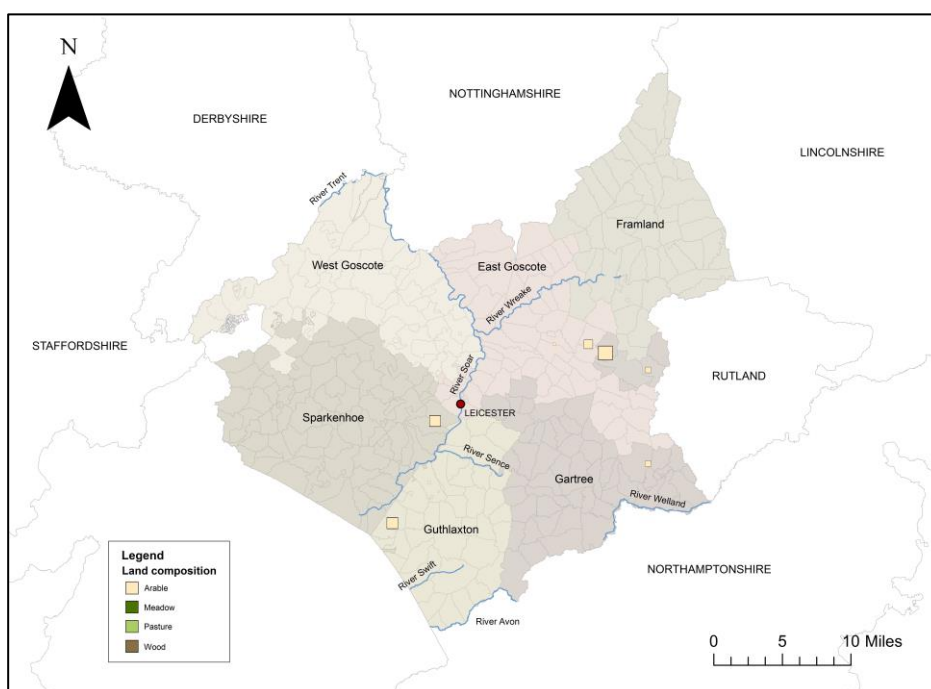 N
NOTTINGHAMSHIRE
DERBYSHIRE
LINCOLNSHIRE
River Trent
Framland
West Goscote
East Goscote
River Wreake
STAFFORDSHIRE
RUTLAND
River Soar
LEICESTER
Sparkenhoe
River Sence
Gartree
River Welland
Guthlaxton
Legend
Land composition
Arable
Meadow
Pasture
Wood
River Swift
NORTHAMPTONSHIRE
River Avon
0 5 10 Miles